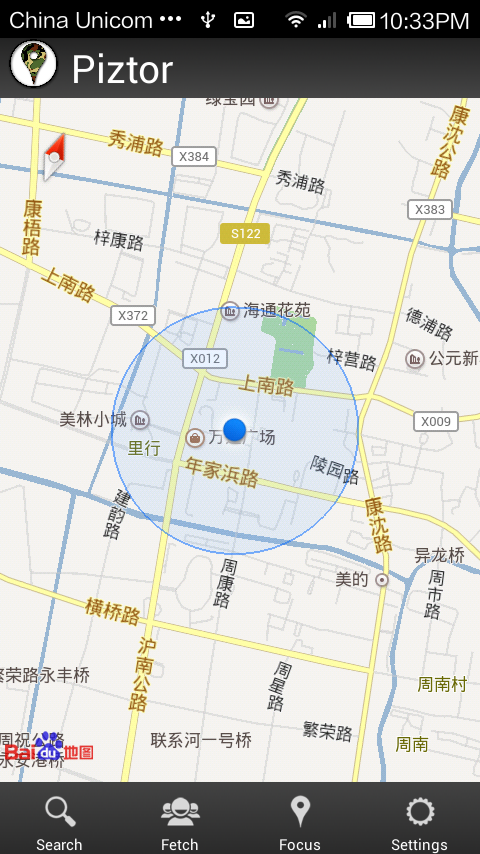 China Unicom ••• 10:33PM
Piztor
绿宝园
秀浦路
X384
康沈公路
秀浦路
X383
康梧路
梓康路
S122
上南路
X372
海通花苑
德浦路
X012
梓营路
公元新
上南路
美林小城
X009
里行
万
广场
年家浜路
陵园路
建韵路
康沈路
异龙桥
周康路
美的
周市路
横桥路
沪南公路
繁荣路永丰桥
周星路
周南村
繁荣路
周祝公路
联系河一号桥
周南
永安港桥
Bai du 地图
Search Fetch Focus Settings